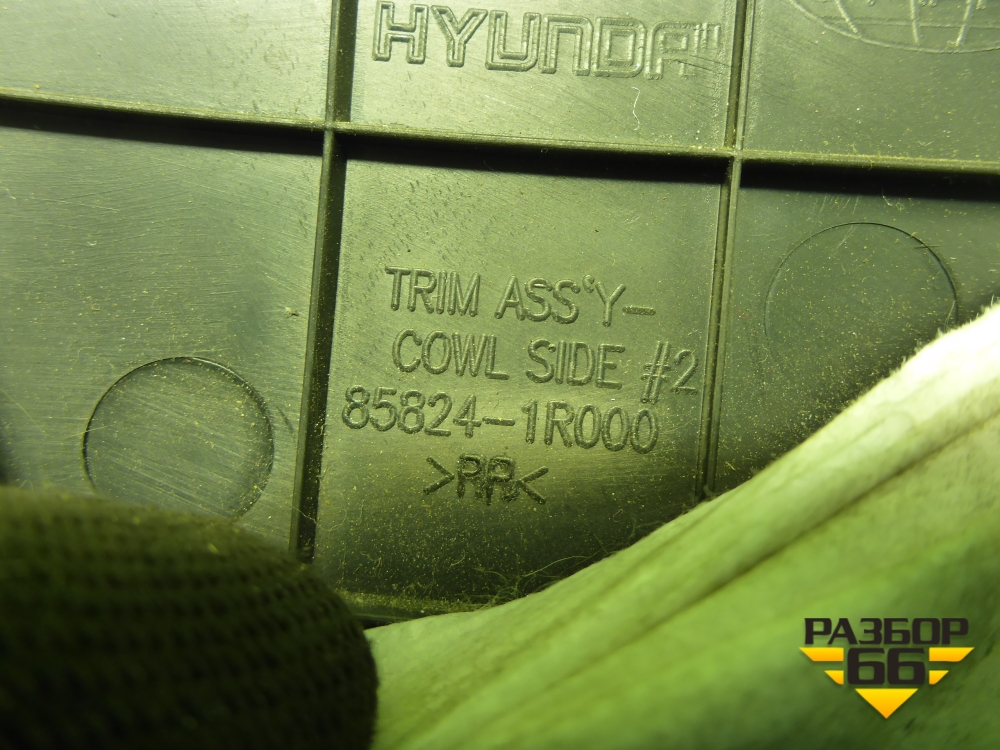 HYUNDAI
TRIM ASS'Y-
COWL SIDE #2
85824-1R000
>PP<
РАЗБОР
66